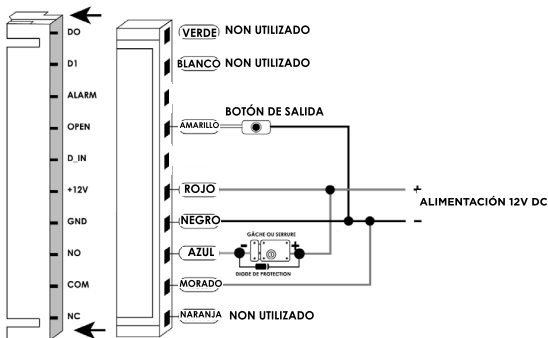 DO
VERDE NON UTILIZADO
D1
BLANCO NON UTILIZADO
ALARM
BOTÓN DE SALIDA
OPEN
AMARILLO
D_IN
+12V
ROJO
+
ALIMENTACIÓN 12V DC
GND
NEGRO
−
GÂCHE OU SERRURE
NO
AZUL
- +
DIODE DE PROTECTION
COM
MORADO
NC
NARANJA NON UTILIZADO